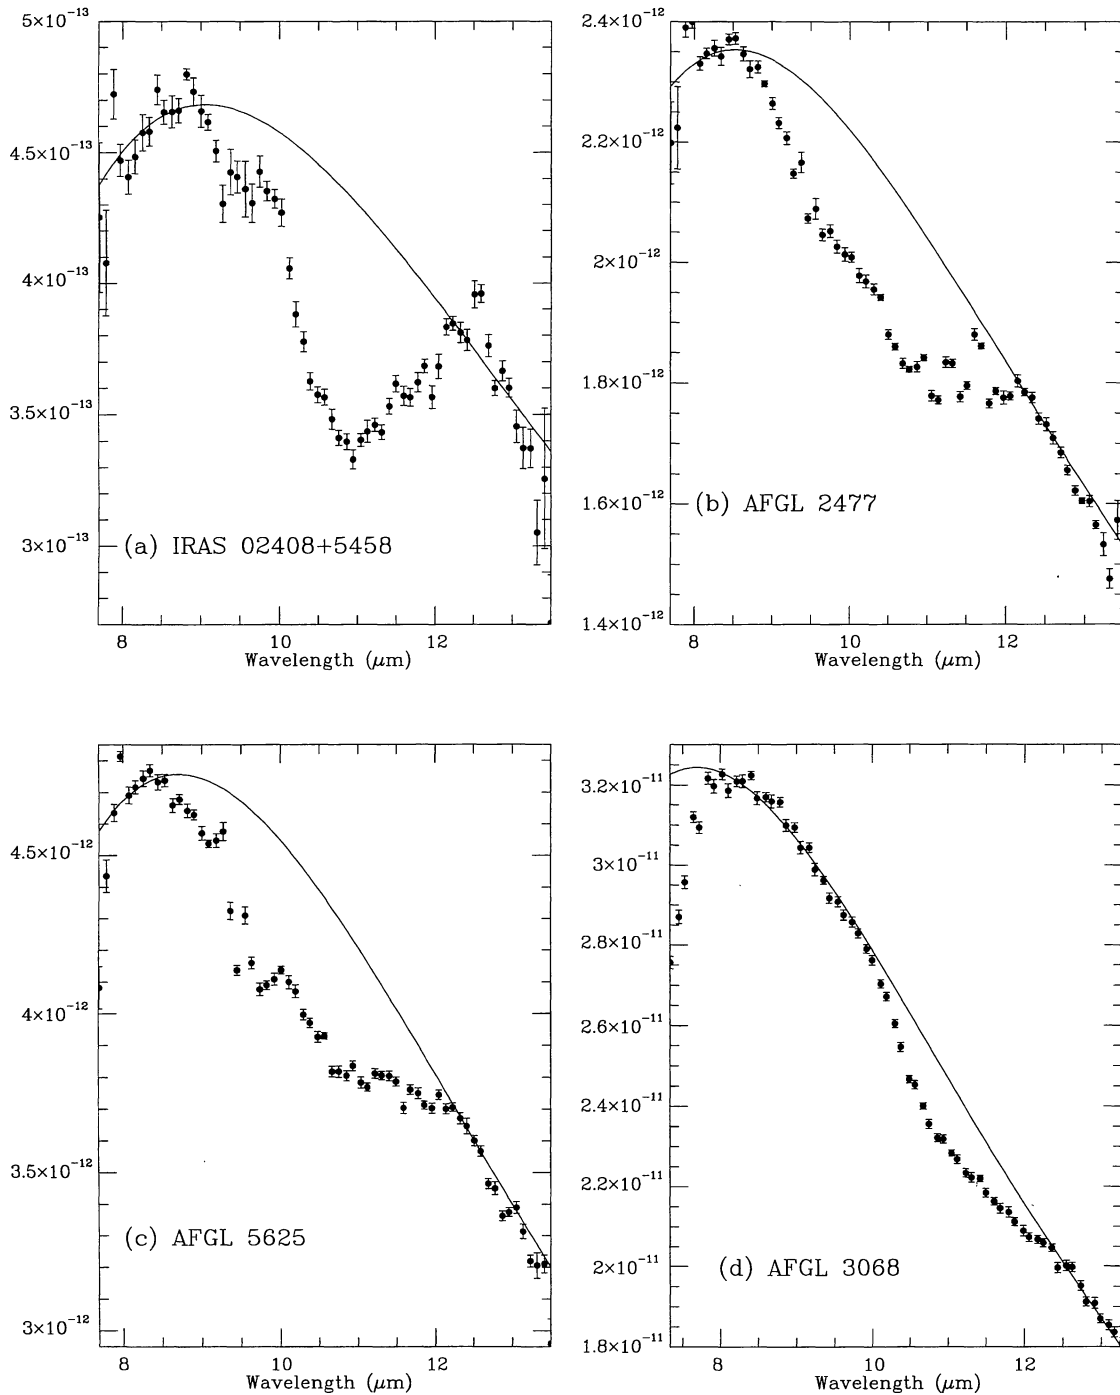 5×10⁻¹³
4.5×10⁻¹³
4×10⁻¹³
3.5×10⁻¹³
3×10⁻¹³
(a) IRAS 02408+5458
8 10 12
Wavelength (μm)
2.4×10⁻¹²
2.2×10⁻¹²
2×10⁻¹²
1.8×10⁻¹²
1.6×10⁻¹²
1.4×10⁻¹²
(b) AFGL 2477
8 10 12
Wavelength (μm)
4.5×10⁻¹²
4×10⁻¹²
3.5×10⁻¹²
3×10⁻¹²
(c) AFGL 5625
8 10 12
Wavelength (μm)
3.2×10⁻¹¹
3×10⁻¹¹
2.8×10⁻¹¹
2.6×10⁻¹¹
2.4×10⁻¹¹
2.2×10⁻¹¹
2×10⁻¹¹
1.8×10⁻¹¹
(d) AFGL 3068
8 10 12
Wavelength (μm)